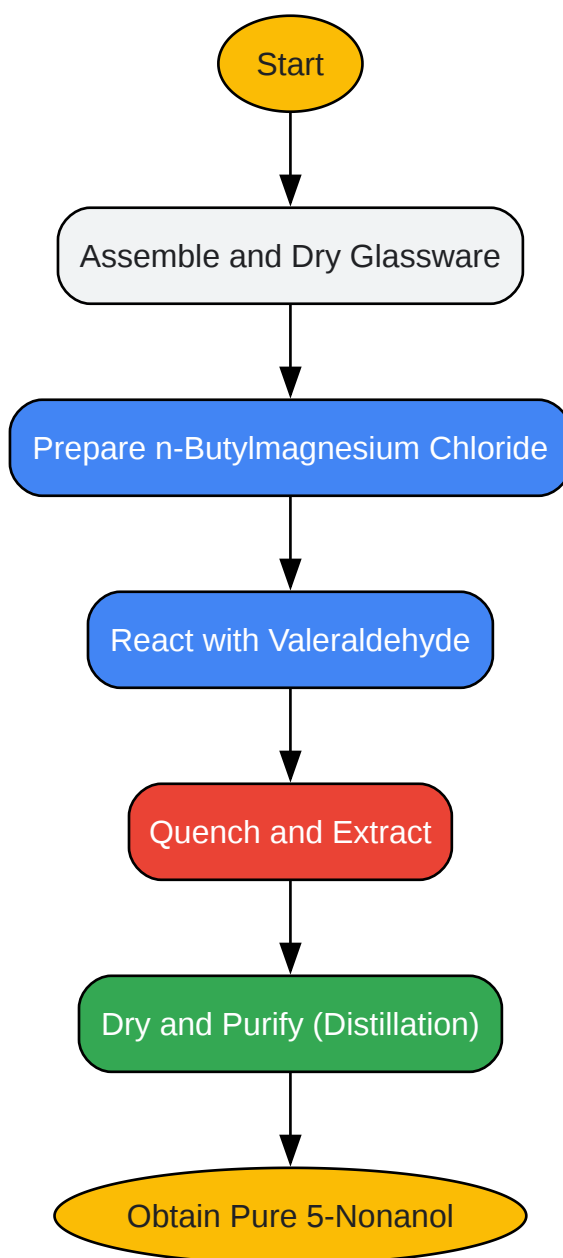 Start
Assemble and Dry Glassware
Prepare n-Butylmagnesium Chloride
React with Valeraldehyde
Quench and Extract
Dry and Purify (Distillation)
Obtain Pure 5-Nonanol